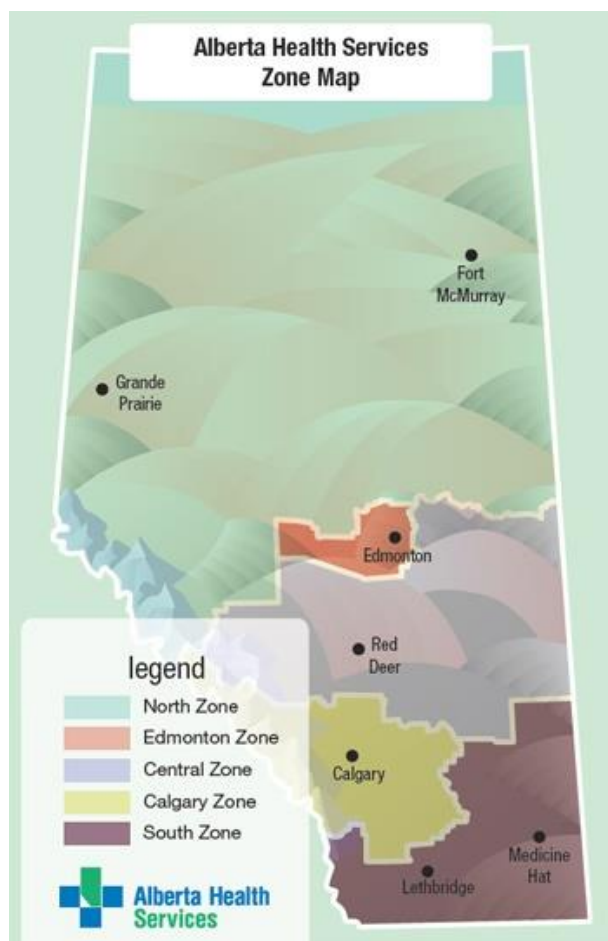 Alberta Health Services
Zone Map
Fort
McMurray
Grande
Prairie
Edmonton
Red
Deer
Calgary
Medicine
Hat
Lethbridge
legend
North Zone
Edmonton Zone
Central Zone
Calgary Zone
South Zone
Alberta Health
Services